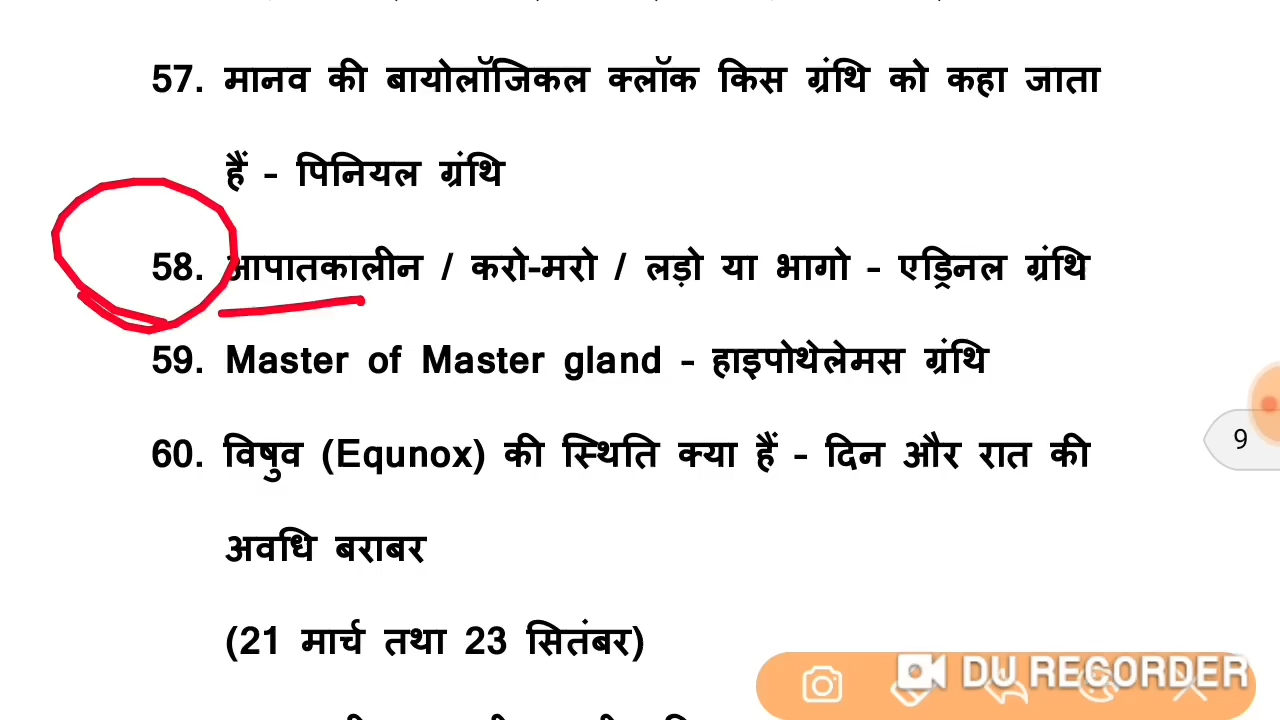 57. मानव की बायोलॉजिकल क्लॉक किस ग्रंथि को कहा जाता
हैं - पिनियल ग्रंथि
58. आपातकालीन / करो-मरो / लड़ो या भागो - एड्रिनल ग्रंथि
59. Master of Master gland - हाइपोथेलेमस ग्रंथि
60. विषुव (Equnox) की स्थिति क्या हैं - दिन और रात की
9
अवधि बराबर
(21 मार्च तथा 23 सितंबर)
DU RECORDER